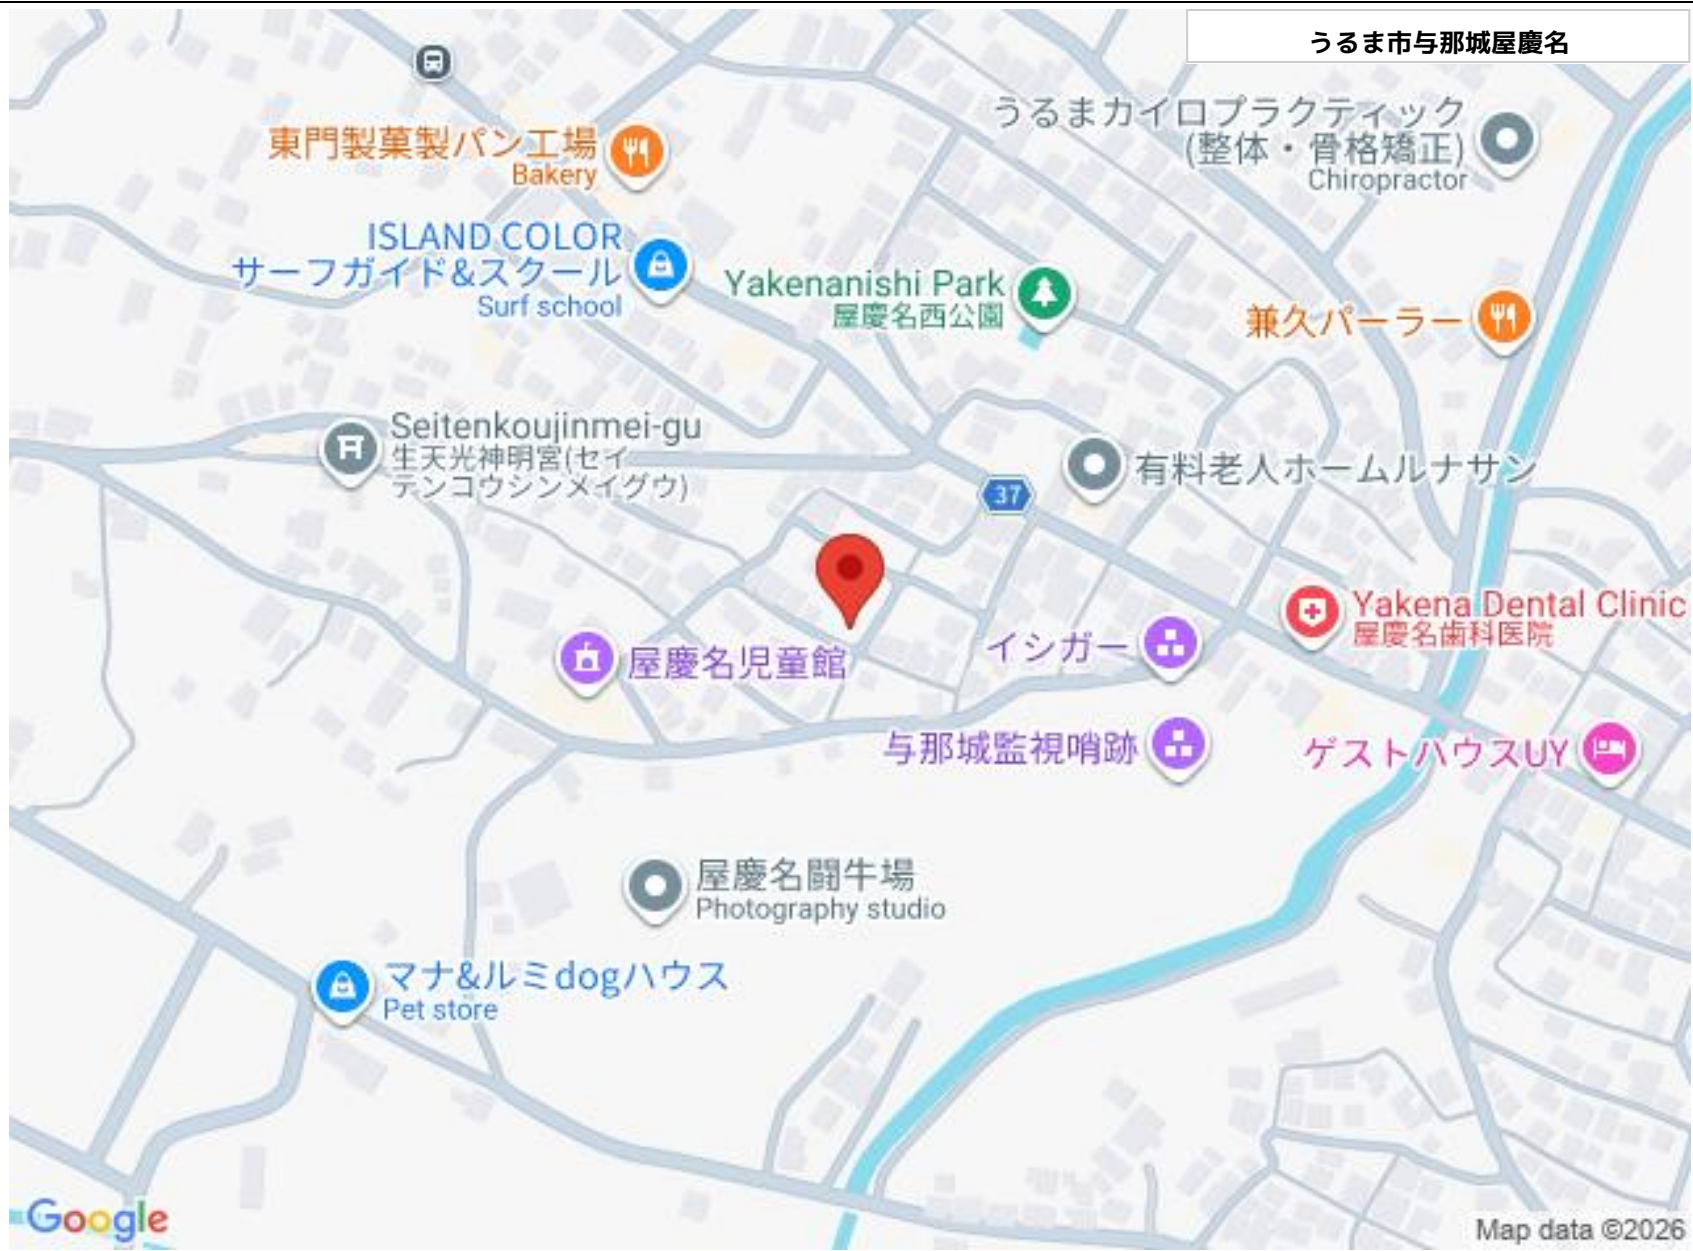 うるま市与那城屋慶名
うるまカイロプラクティック
(整体・骨格矯正)
Chiropractor
東門製菓製パン工場
Bakery
ISLAND COLOR
サーフガイド&スクール
Surf school
Yakenanishi Park
屋慶名西公園
兼久パーラー
Seitenkoujinmei-gu
生天光神明宮(セイ
テンコウシンメイグウ)
有料老人ホームルナサン
37
Yakena Dental Clinic
屋慶名歯科医院
イシガー
屋慶名児童館
与那城監視哨跡
ゲストハウスUY
屋慶名闘牛場
Photography studio
マナ&ルミdogハウス
Pet store
Google
Map data ©2026